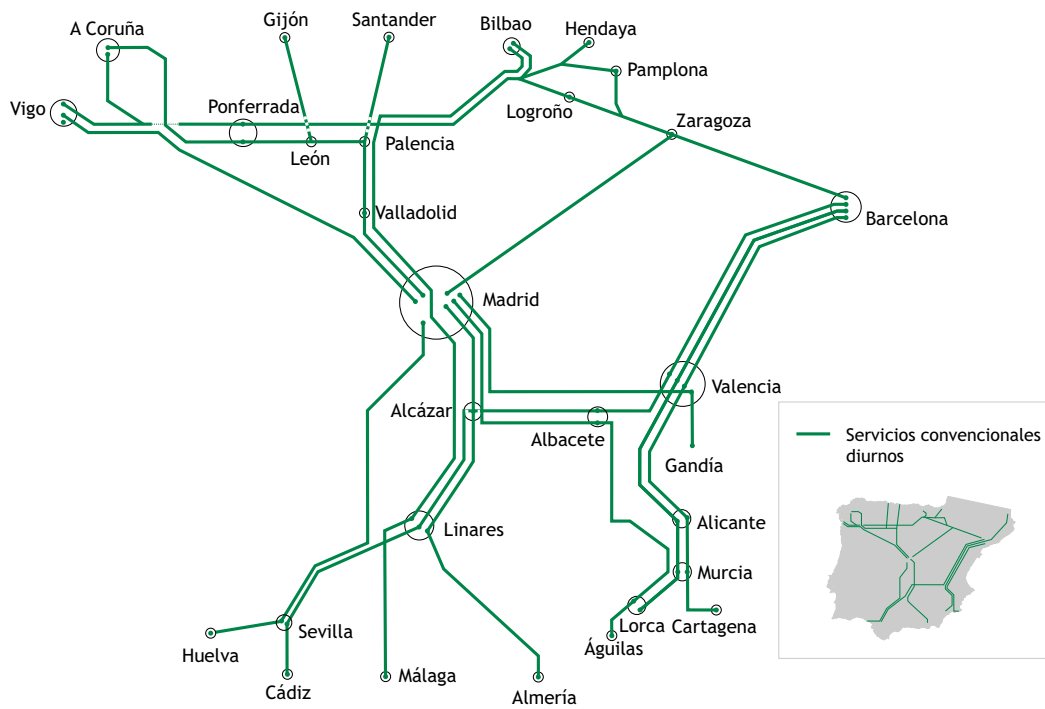 Gijón
Santander
A Coruña
Bilbao
Hendaya
Pamplona
Vigo
Ponferrada
Logroño
Zaragoza
León
Palencia
Valladolid
Barcelona
Madrid
Valencia
Alcázar
Albacete
Gandía
Servicios convencionales
diurnos
Linares
Alicante
Murcia
Sevilla
Lorca
Cartagena
Huelva
Águilas
Cádiz
Málaga
Almería